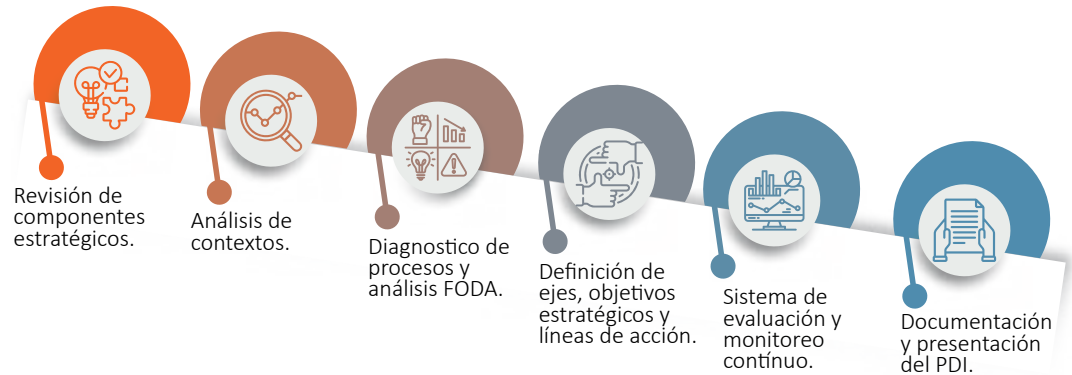 Revisión de
componentes
estratégicos.
Análisis de
contextos.
Diagnostico de
procesos y
análisis FODA.
Definición de
ejes, objetivos
estratégicos y
líneas de acción.
Sistema de
evaluación y
monitoreo
contínuo.
Documentación
y presentación
del PDI.